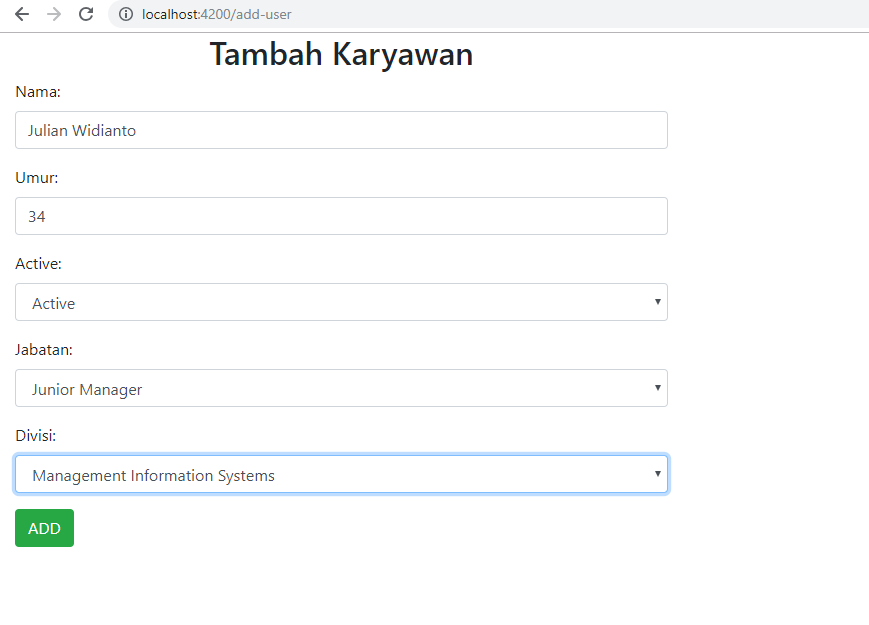 localhost:4200/add-user
Tambah Karyawan
Nama:
Julian Widianto
Umur:
34
Active:
Active
Jabatan:
Junior Manager
Divisi:
Management Information Systems
ADD